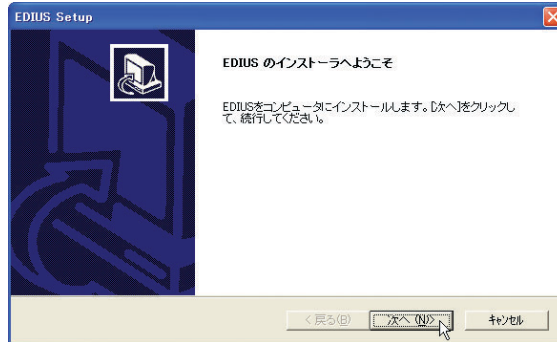 EDIUS Setup
EDIUS のインストーラへようこそ
EDIUSをコンピュータにインストールします。[次へ]をクリックし
て、続行してください。
< 戻る(B)
次へ (N)>
キャンセル